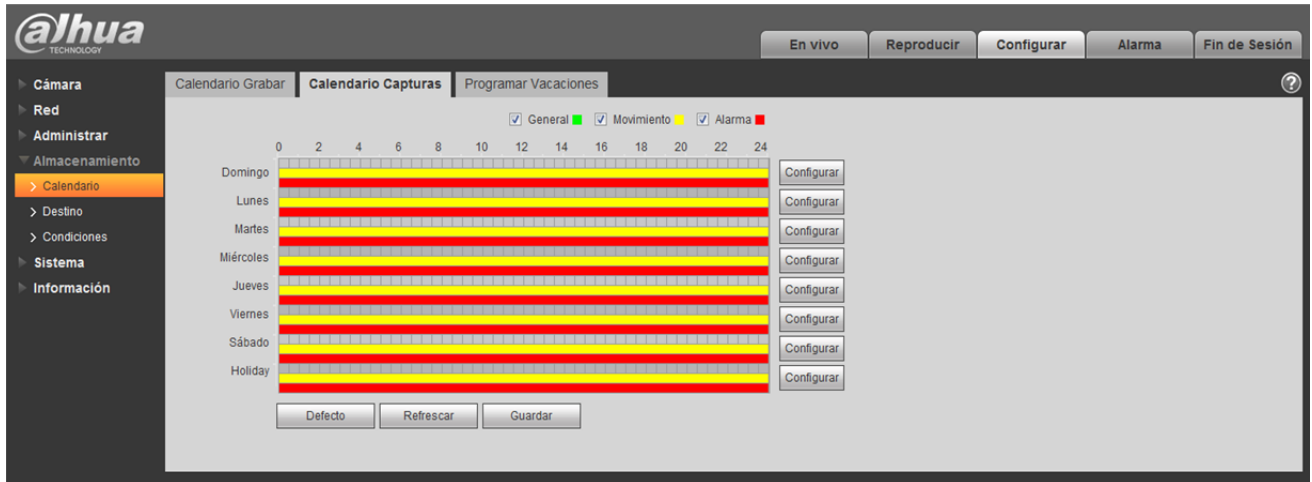 alhua
TECHNOLOGY
En vivo Reproducir Configurar Alarma Fin de Sesión
Cámara
Red
Administrar
Almacenamiento
Calendario
Destino
Condiciones
Sistema
Información
Calendario Grabar Calendario Capturas Programar Vacaciones ?
General Movimiento Alarma
0 2 4 6 8 10 12 14 16 18 20 22 24
Domingo Configurar
Lunes Configurar
Martes Configurar
Miércoles Configurar
Jueves Configurar
Viernes Configurar
Sábado Configurar
Holiday Configurar
Defecto Refrescar Guardar